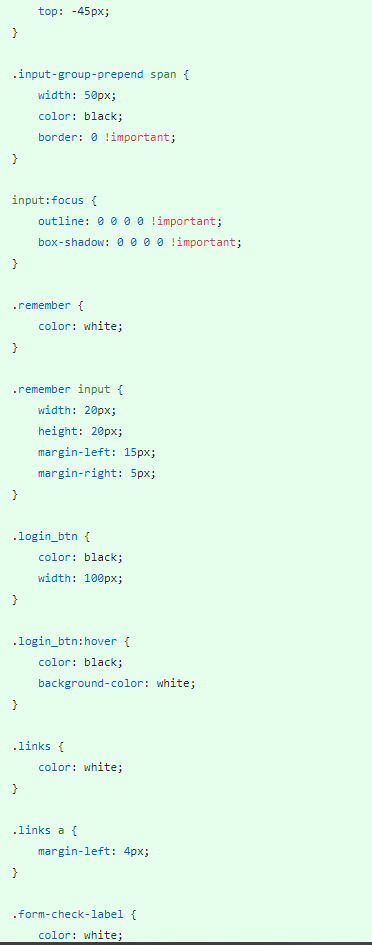 top: -45px;
}
.input-group-prepend span {
width: 50px;
color: black;
border: 0 !important;
}
input:focus {
outline: 0 0 0 0 !important;
box-shadow: 0 0 0 0 !important;
}
.remember {
color: white;
}
.remember input {
width: 20px;
height: 20px;
margin-left: 15px;
margin-right: 5px;
}
.login_btn {
color: black;
width: 100px;
}
.login_btn:hover {
color: black;
background-color: white;
}
.links {
color: white;
}
.links a {
margin-left: 4px;
}
.form-check-label {
color: white;